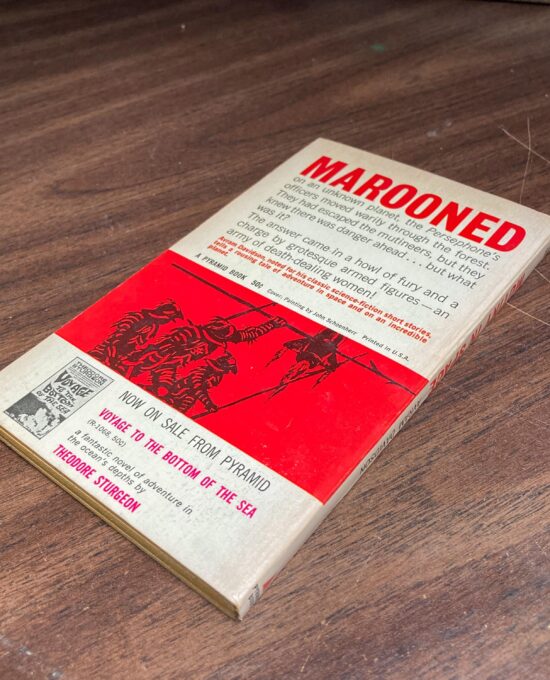 MAROONED
on an unknown planet, the Persephone's
officers moved warily through the forest.
They had escaped the mutineers, but they
knew there was danger ahead. . . . but what
was it?
The answer came in a howl of fury and a
charge by grotesque armed figures—an
army of death-dealing women!
Avram Davidson, noted for his classic science-fiction short stories,
tells a rousing tale of adventure in space and on an incredible
planet.
A PYRAMID BOOK 50¢ Cover: Painting by John Schoenherr Printed in U.S.A.
THEODORE STURGEON
VOYAGE
TO THE
BOTTOM
OF THE SEA
NOW ON SALE FROM PYRAMID
VOYAGE TO THE BOTTOM OF THE SEA
(R-1068, 50¢)
a fantastic novel of adventure in
the ocean's depths by
THEODORE STURGEON